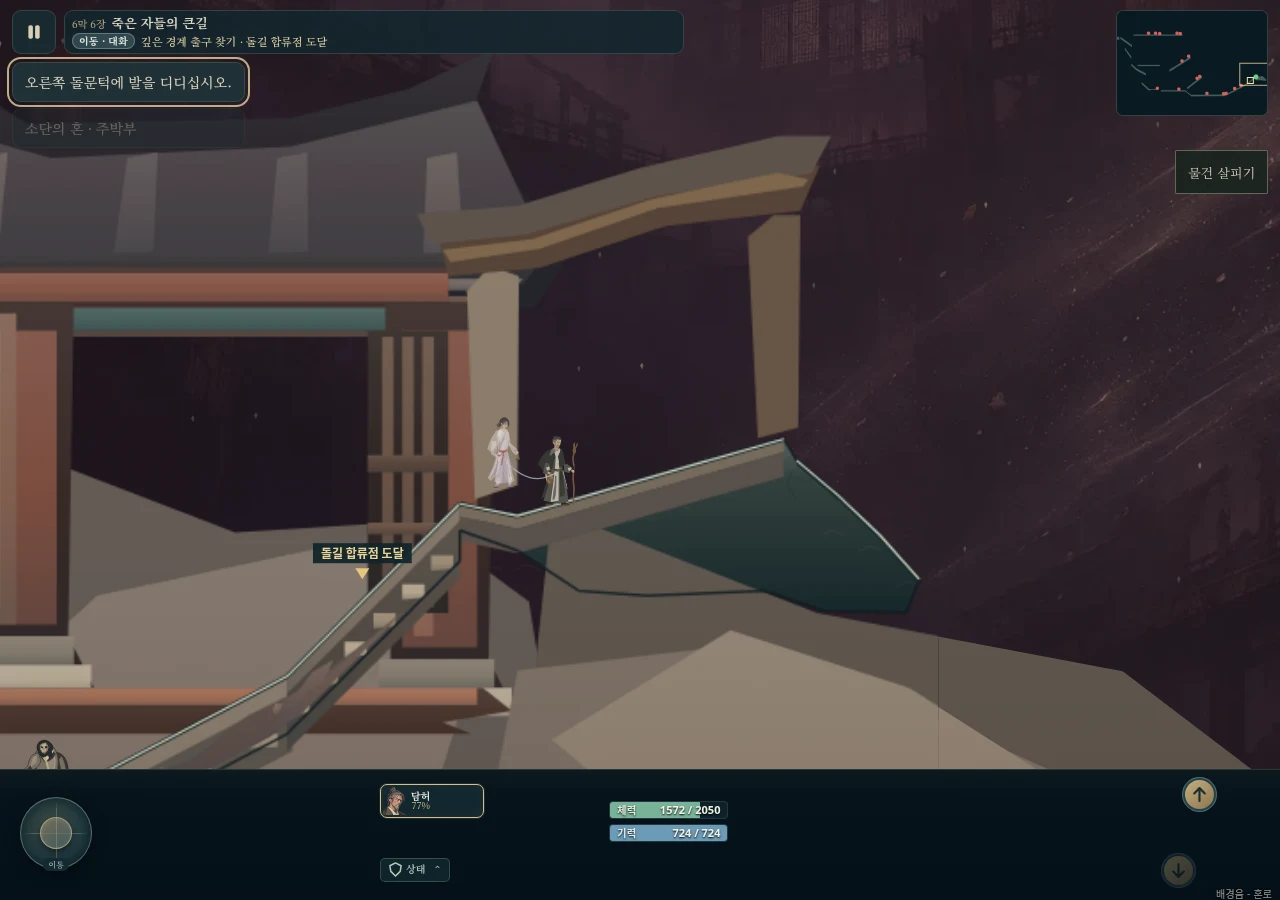 6막 6장 죽은 자들의 큰길
이동 · 대화 깊은 경계 출구 찾기 · 돌길 합류점 도달
오른쪽 돌문턱에 발을 디디십시오.
소단의 혼 · 주박부
물건 살피기
돌길 합류점 도달
담허
77%
체력 1572 / 2050
기력 724 / 724
이동
상태
배경음 - 혼로